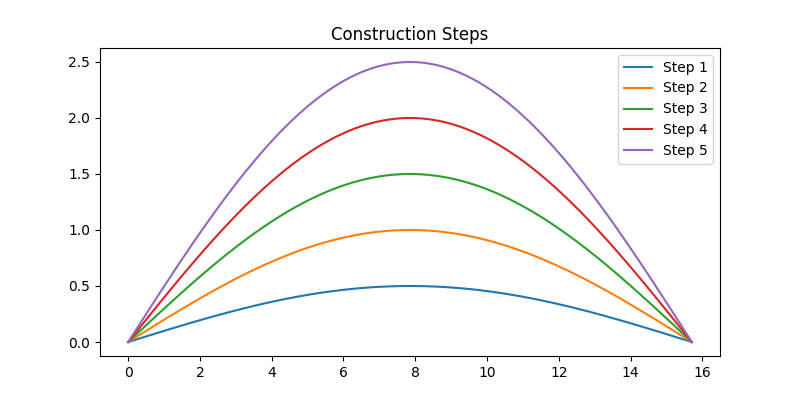 Construction Steps
2.5
2.0
1.5
1.0
0.5
0.0
0 2 4 6 8 10 12 14 16
Step 1
Step 2
Step 3
Step 4
Step 5